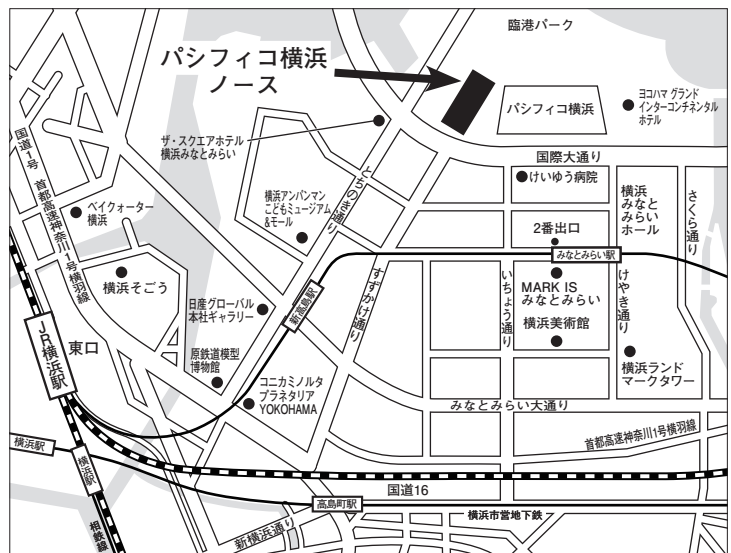 臨港パーク
パシフィコ横浜
ノース
パシフィコ横浜
ヨコハマ グランド
インターコンチネンタル
ホテル
ザ・スクエアホテル
横浜みなとみらい
国道1号
首都高速神奈川1号横羽線
とちのき通り
国際大通り
けいゆう病院
横浜
みなと
みらい
ホール
さくら通り
ベイクォーター
横浜
横浜アンパンマン
こどもミュージアム
&モール
2番出口
みなとみらい駅
横浜そごう
すずかけ通り
いちょう通り
MARK IS
みなとみらい
けやき通り
日産グローバル
本社ギャラリー
新高島駅
横浜美術館
JR横浜駅
東口
原鉄道模型
博物館
コニカミノルタ
プラネタリア
YOKOHAMA
横浜ランド
マークタワー
みなとみらい大通り
首都高速神奈川1号横羽線
横浜駅
横浜駅
国道16
高島町駅
横浜市営地下鉄
新横浜通り
相鉄線